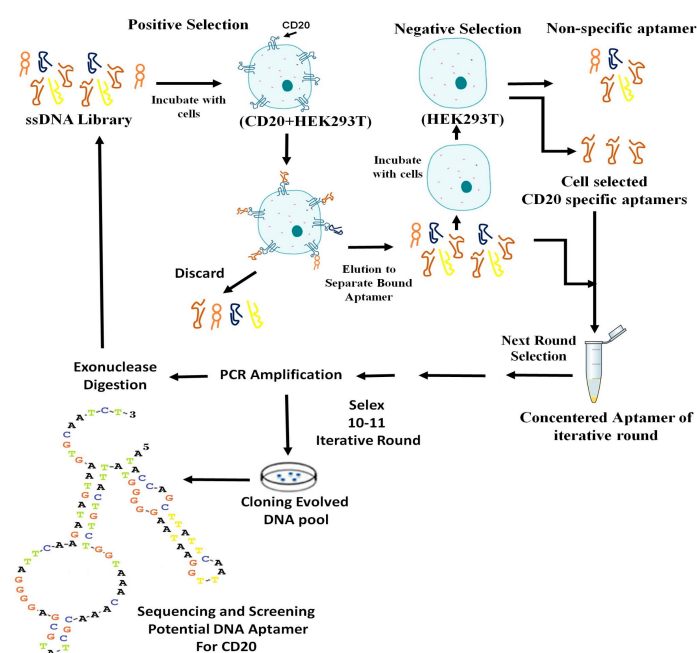 Positive Selection
CD20
Negative Selection
Non-specific aptamer
ssDNA Library
Incubate with
cells
(CD20+HEK293T)
(HEK293T)
Incubate
with cells
Cell selected
CD20 specific aptamers
Discard
Elution to
Separate Bound
Aptamer
Next Round
Selection
Exonuclease
Digestion
PCR Amplification
Selex
10-11
Iterative Round
Concentered Aptamer of
iterative round
3
5
Cloning Evolved
DNA pool
Sequencing and Screening
Potential DNA Aptamer
For CD20